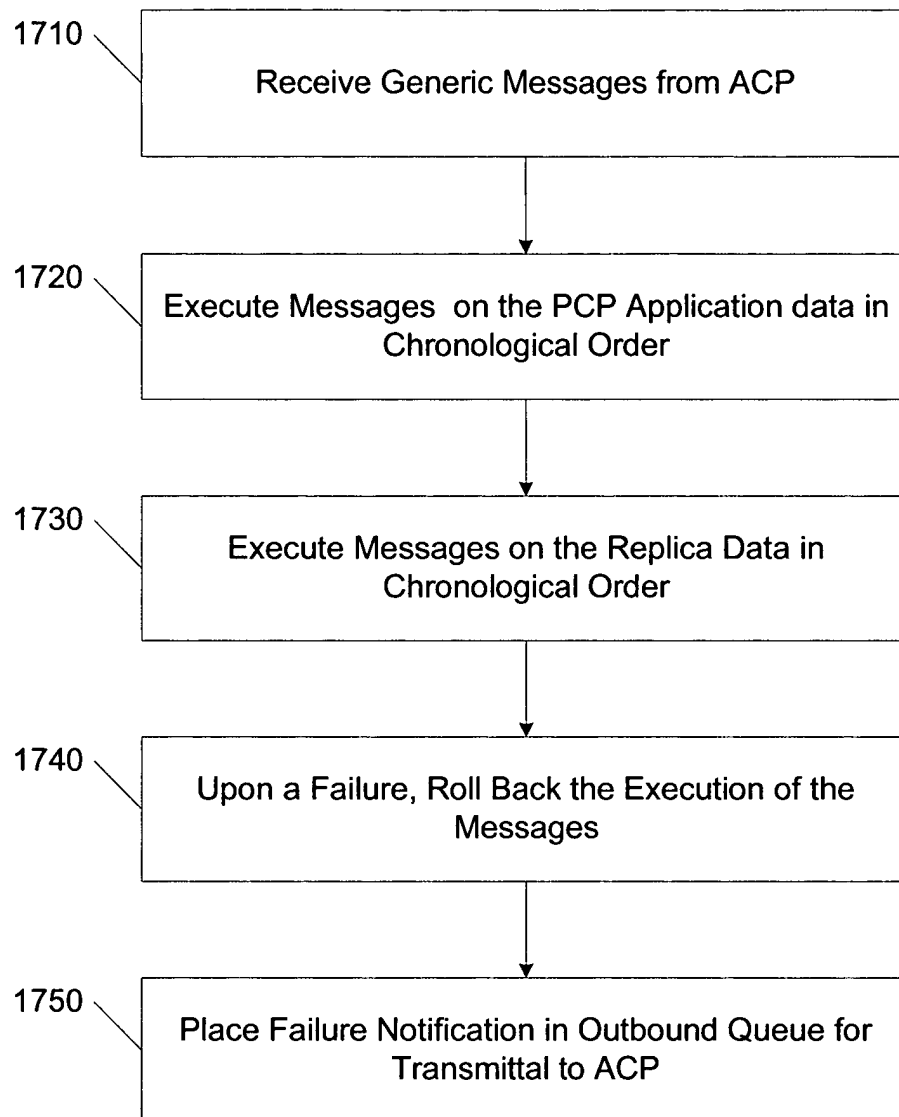 1710
Receive Generic Messages from ACP
1720
Execute Messages on the PCP Application data in
Chronological Order
1730
Execute Messages on the Replica Data in
Chronological Order
1740
Upon a Failure, Roll Back the Execution of the
Messages
1750
Place Failure Notification in Outbound Queue for
Transmittal to ACP